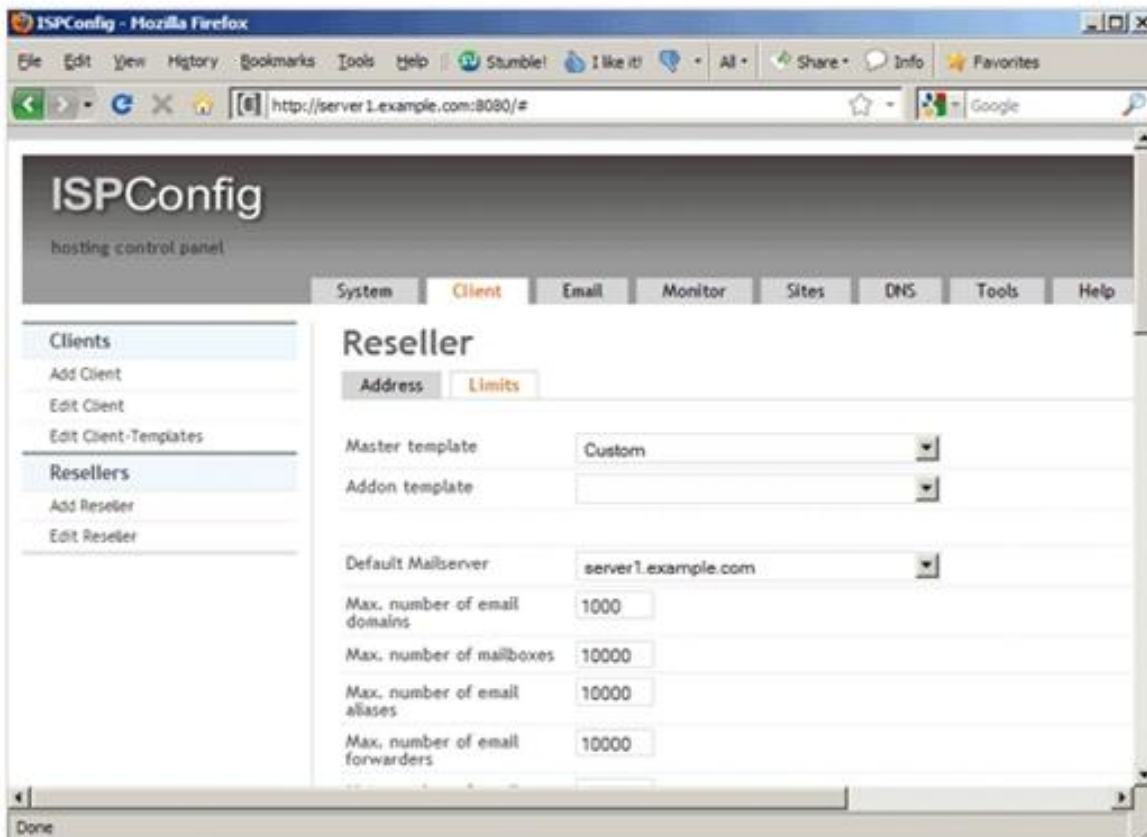 ISPConfig - Mozilla Firefox
File Edit View History Bookmarks Tools Help Stumble! I like it! All Share Info Favorites
http://server1.example.com:8080/# Google
ISPConfig
hosting control panel
System Client Email Monitor Sites DNS Tools Help
Clients
Add Client
Edit Client
Edit Client-Templates
Resellers
Add Reseller
Edit Reseller
Reseller
Address Limits
Master template Custom
Addon template
Default Mailserver server1.example.com
Max. number of email
domains
1000
Max. number of mailboxes 10000
Max. number of email
aliases
10000
Max. number of email
forwarders
10000
Done